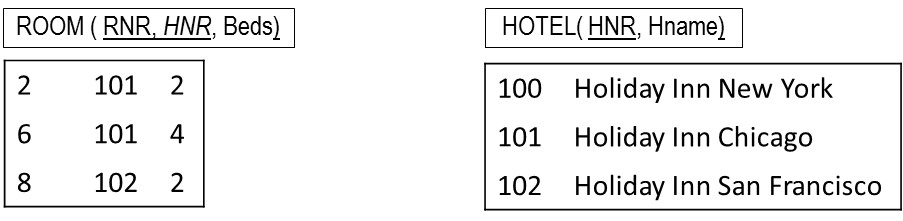 ROOM ( RNR, HNR, Beds)
2 101 2
6 101 4
8 102 2
HOTEL( HNR, Hname)
100 Holiday Inn New York
101 Holiday Inn Chicago
102 Holiday Inn San Francisco